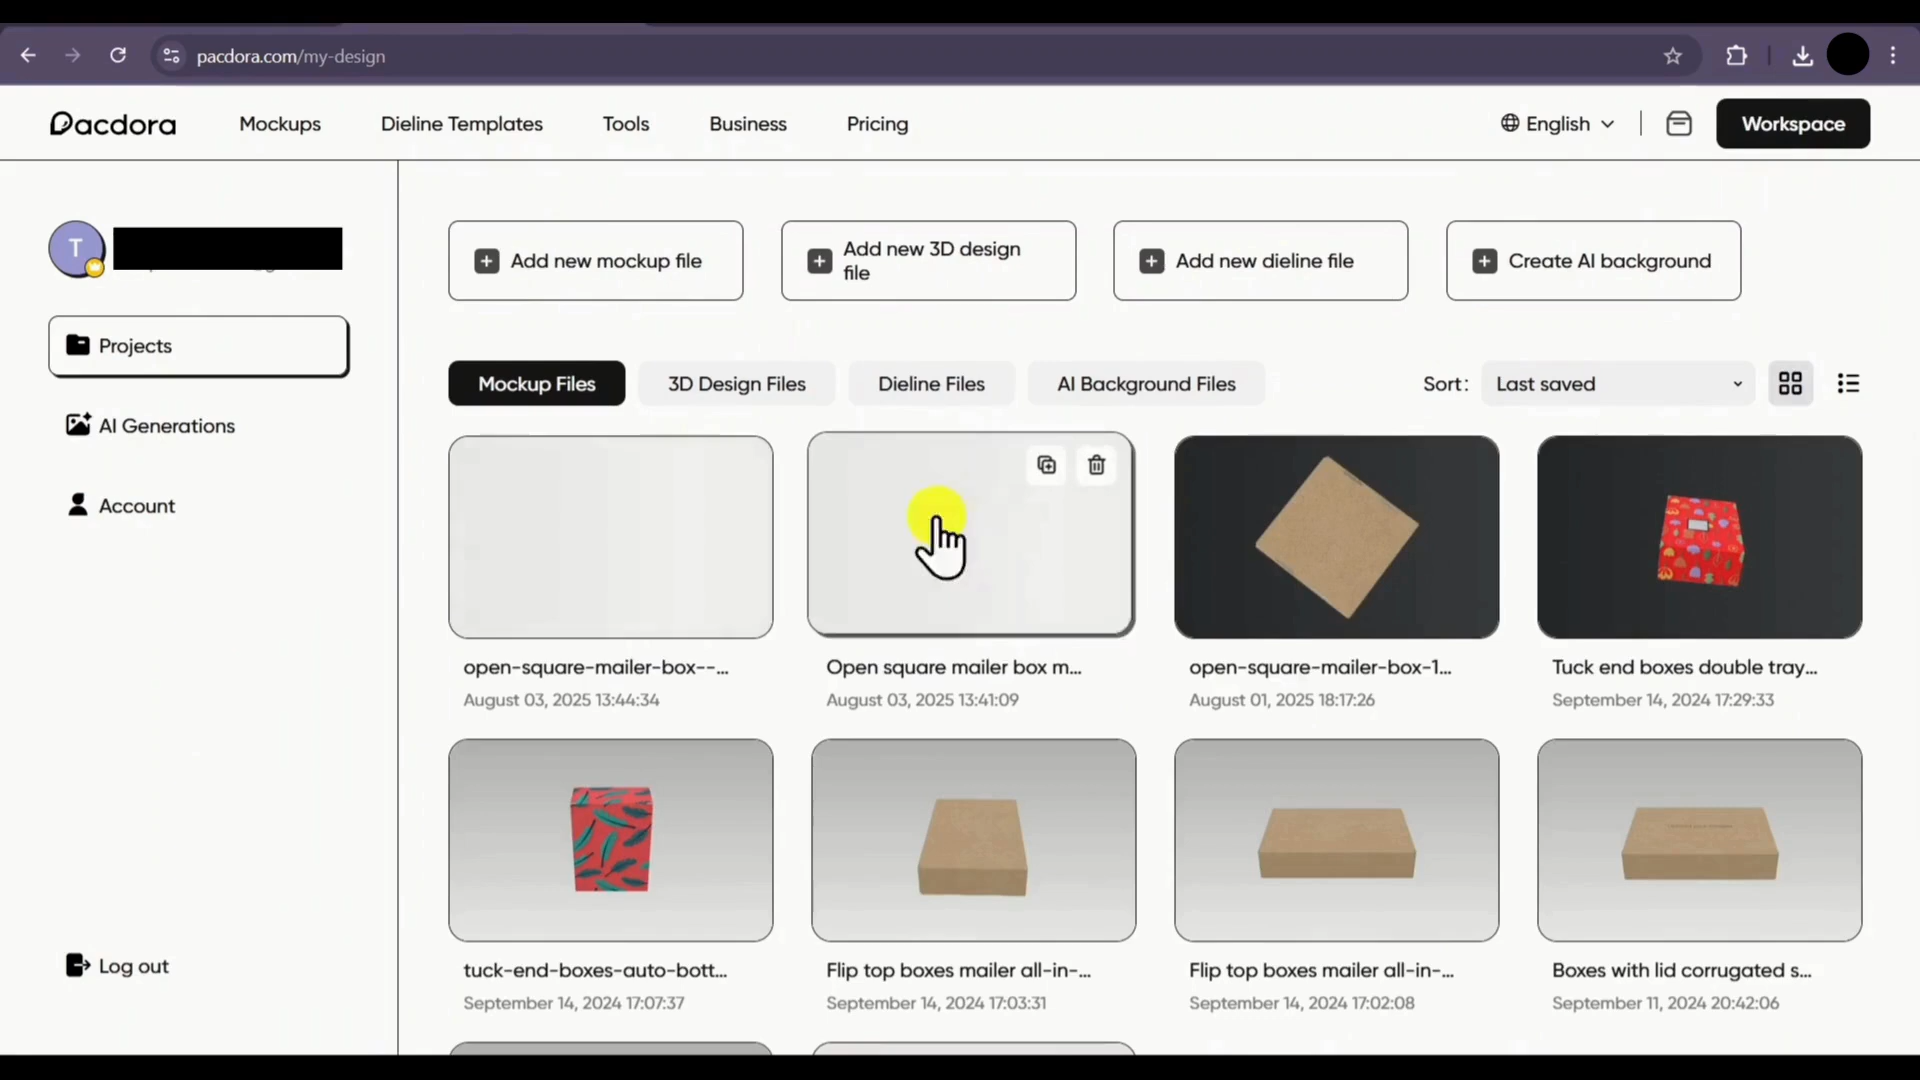 pacdora.com/my-design
Pacdora
Mockups
Dieline Templates
Tools
Business
Pricing
English
Workspace
T
Projects
AI Generations
Account
Log out
Add new mockup file
Add new 3D design
file
Add new dieline file
Create AI background
Mockup Files
3D Design Files
Dieline Files
AI Background Files
Sort:
Last saved
open-square-mailer-box--...
August 03, 2025 13:44:34
Open square mailer box m...
August 03, 2025 13:41:09
open-square-mailer-box-1...
August 01, 2025 18:17:26
Tuck end boxes double tray...
September 14, 2024 17:29:33
tuck-end-boxes-auto-bott...
September 14, 2024 17:07:37
Flip top boxes mailer all-in-...
September 14, 2024 17:03:31
Flip top boxes mailer all-in-...
September 14, 2024 17:02:08
Boxes with lid corrugated s...
September 11, 2024 20:42:06